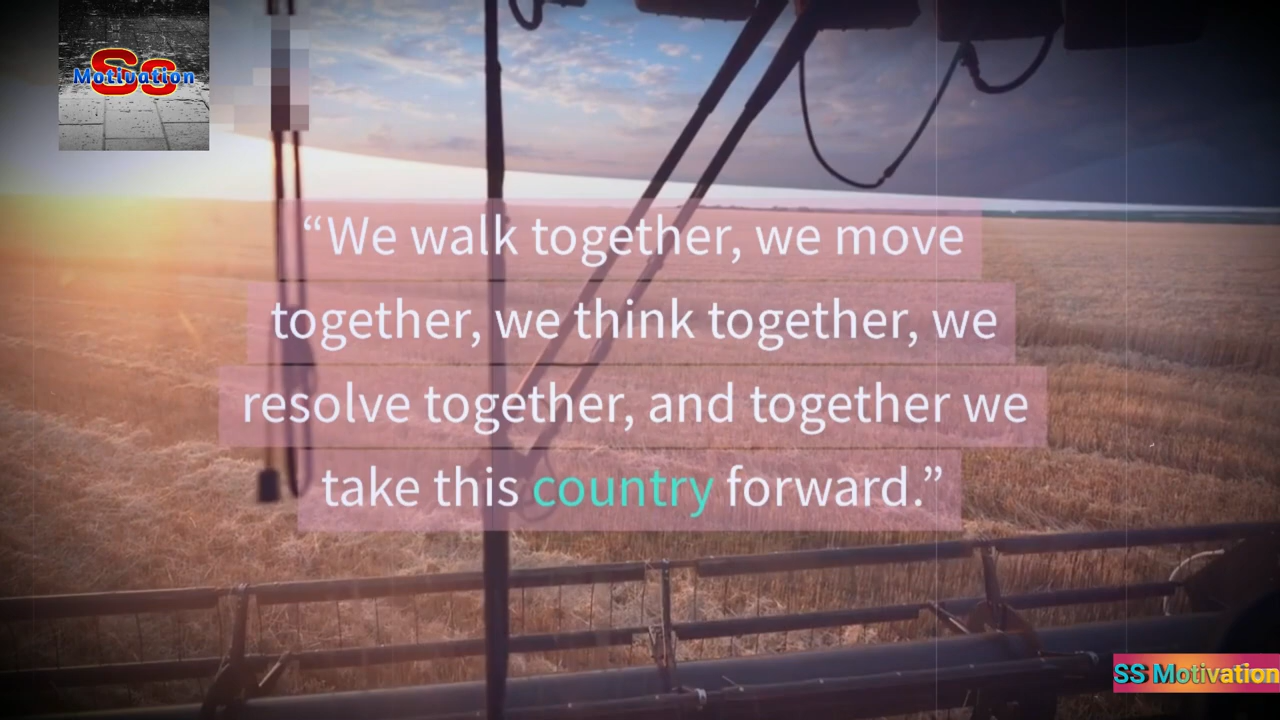 Ss
Motivation
“We walk together, we move
together, we think together, we
resolve together, and together we
take this country forward.”
SS Motivation